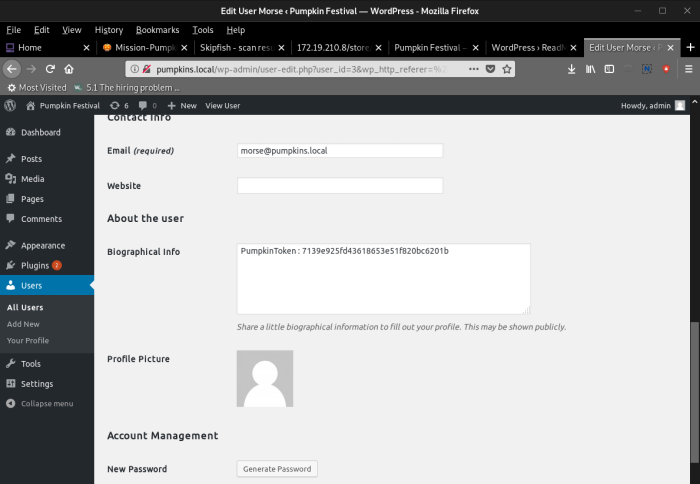 Edit User Morse ‹ Pumpkin Festival — WordPress - Mozilla Firefox
File Edit View History Bookmarks Tools Help
Home
Mission-Pumpk
Skipfish - scan resu
172.19.210.8/store
Pumpkin Festival —
WordPress › ReadM
Edit User Morse ‹ P
pumpkins.local/wp-admin/user-edit.php?user_id=3&wp_http_referer=%2
Most Visited 5.1 The hiring problem ...
Pumpkin Festival 6 0 New View User Howdy, admin
Dashboard
Posts
Media
Pages
Comments
Appearance
Plugins 7
Users
All Users
Add New
Your Profile
Tools
Settings
Collapse menu
Contact Info
Email (required) morse@pumpkins.local
Website
About the user
Biographical Info PumpkinToken : 7139e925fd43618653e51f820bc6201b
Share a little biographical information to fill out your profile. This may be shown publicly.
Profile Picture
Account Management
New Password Generate Password